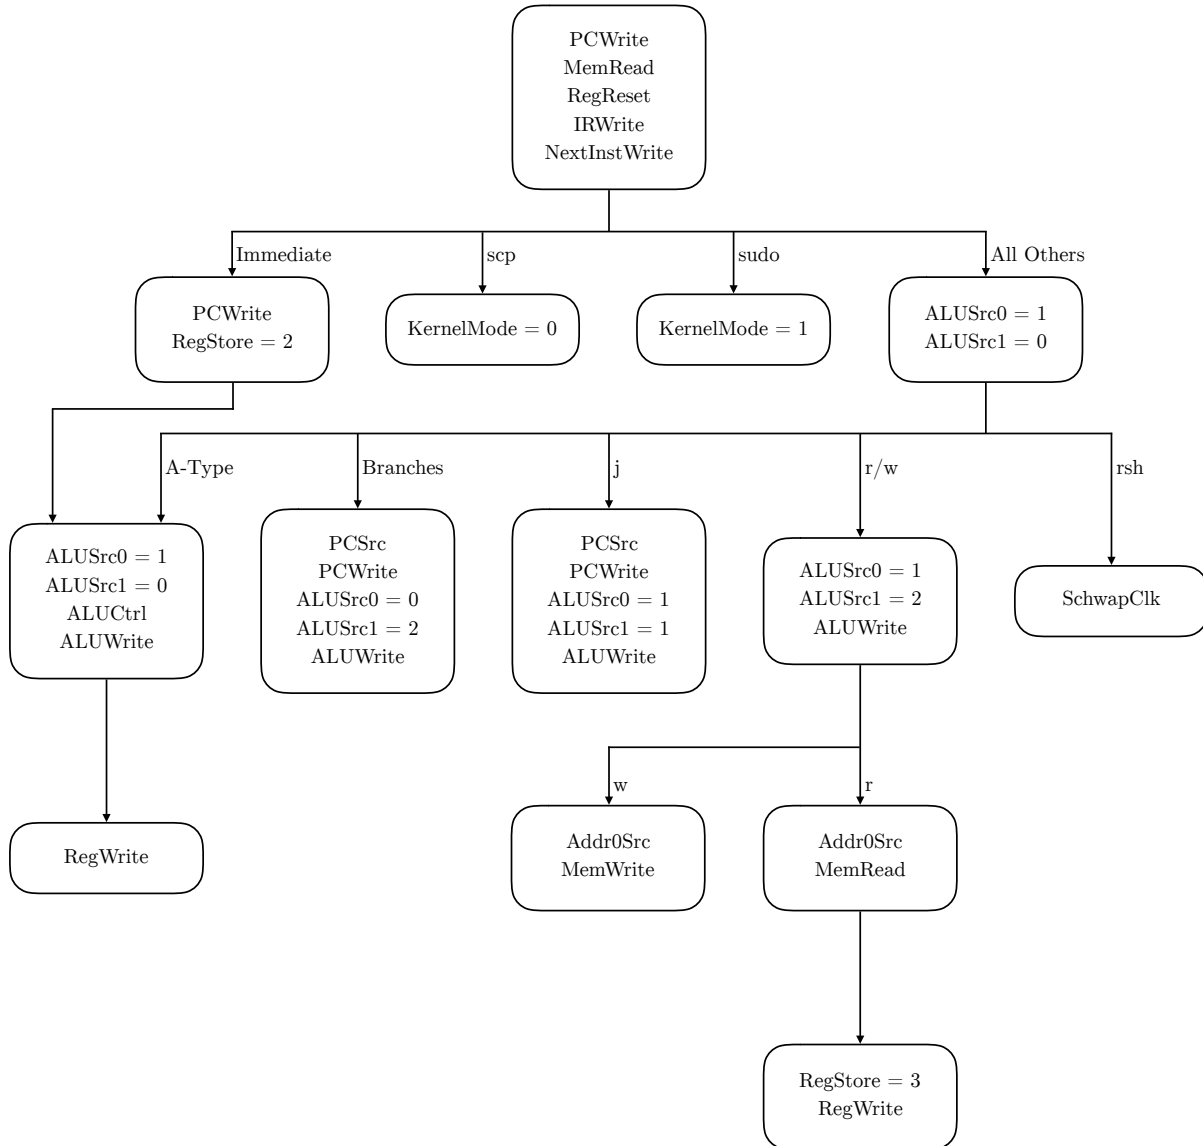 PCWrite
MemRead
RegReset
IRWrite
NextInstWrite
Immediate
scp
sudo
All Others
PCWrite
RegStore = 2
KernelMode = 0
KernelMode = 1
ALUSrc0 = 1
ALUSrc1 = 0
A-Type
Branches
j
r/w
rsh
ALUSrc0 = 1
ALUSrc1 = 0
ALUCtrl
ALUWrite
PCSrc
PCWrite
ALUSrc0 = 0
ALUSrc1 = 2
ALUWrite
PCSrc
PCWrite
ALUSrc0 = 1
ALUSrc1 = 1
ALUWrite
ALUSrc0 = 1
ALUSrc1 = 2
ALUWrite
SchwapClk
w
r
RegWrite
Addr0Src
MemWrite
Addr0Src
MemRead
RegStore = 3
RegWrite